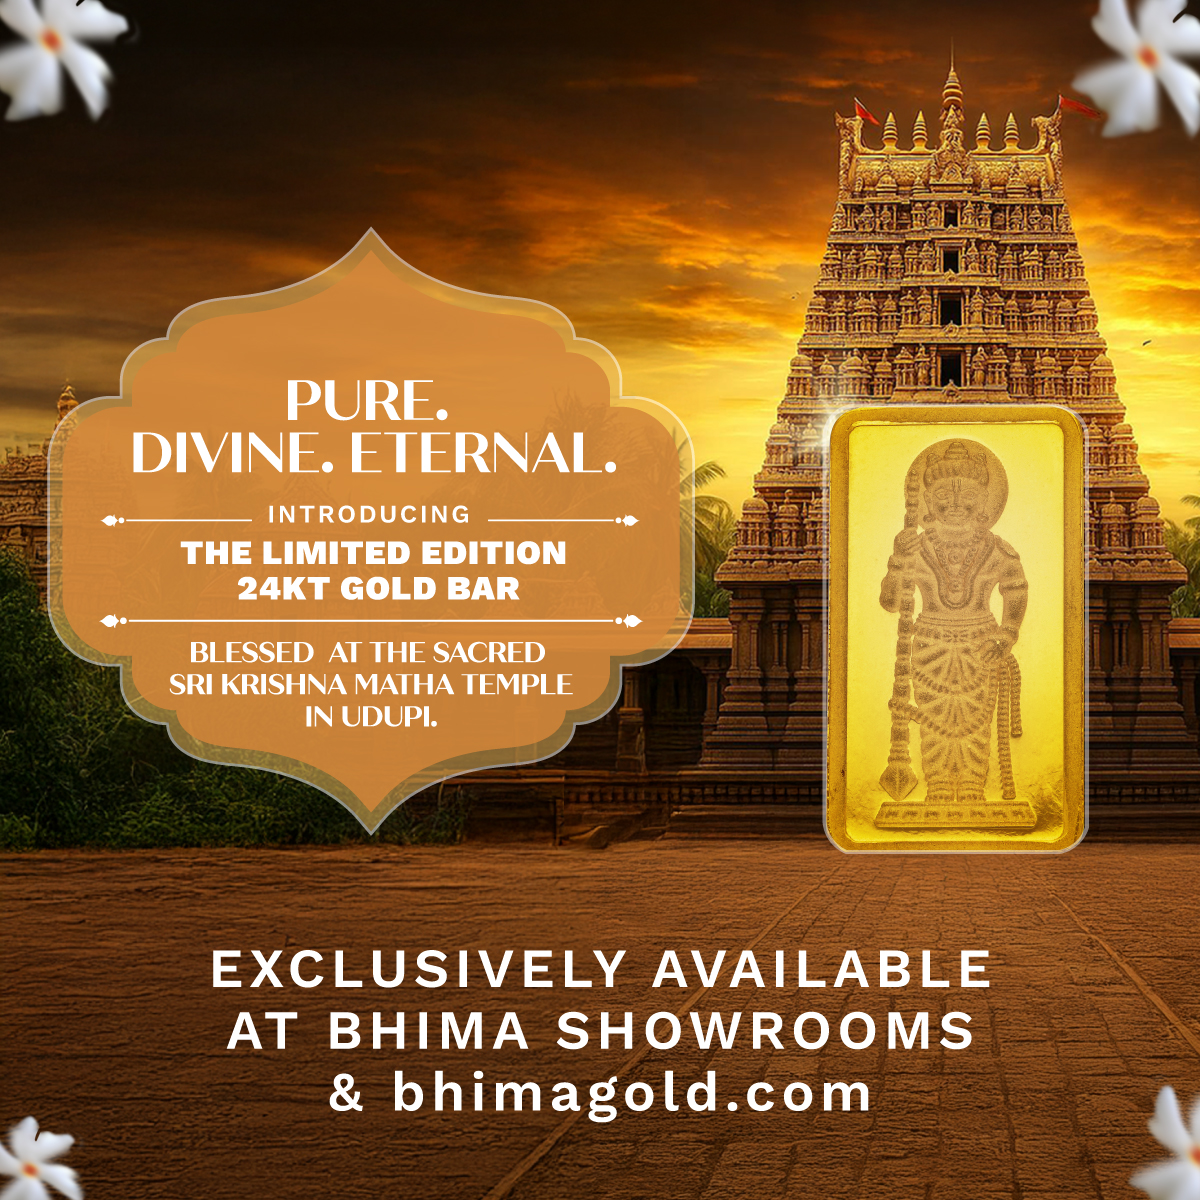 PURE.
DIVINE. ETERNAL.
INTRODUCING
THE LIMITED EDITION
24KT GOLD BAR
BLESSED AT THE SACRED
SRI KRISHNA MATHA TEMPLE
IN UDUPI.
EXCLUSIVELY AVAILABLE
AT BHIMA SHOWROOMS
& bhimagold.com